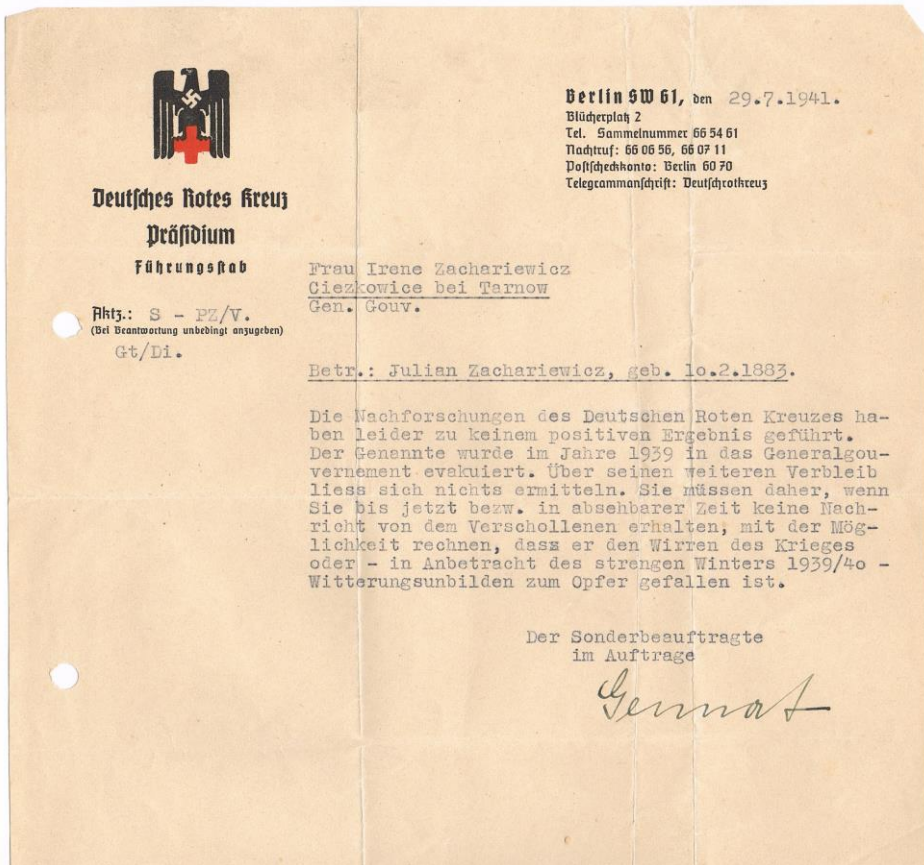 Deutsches Rotes Kreuz
Präsidium
Führungsstab
Aktz.: S - PZ/V.
(Bei Beantwortung unbedingt anzugeben)
Gt/Di.
Berlin SW 61, den 29.7.1941.
Blücherplatz 2
Tel. Sammelnummer 66 54 61
Nachtruf: 66 06 56, 66 07 11
Postscheckkonto: Berlin 60 70
Telegrammanschrift: Deutschrotkreuz
Frau Irene Zachariewicz
Ciezkowice bei Tarnow
Gen. Gouv.
Betr.: Julian Zachariewicz, geb. 1o.2.1883.
Die Nachforschungen des Deutschen Roten Kreuzes ha-
ben leider zu keinem positiven Ergebnis geführt.
Der Genannte wurde im Jahre 1939 in das Generalgou-
vernement evakuiert. Über seinen weiteren Verbleib
liess sich nichts ermitteln. Sie müssen daher, wenn
Sie bis jetzt bezw. in absehbarer Zeit keine Nach-
richt von dem Verschollenen erhalten, mit der Mög-
lichkeit rechnen, dass er den Wirren des Krieges
oder - in Anbetracht des strengen Winters 1939/4o -
Witterungsunbilden zum Opfer gefallen ist.
Der Sonderbeauftragte
im Auftrage
Gennat